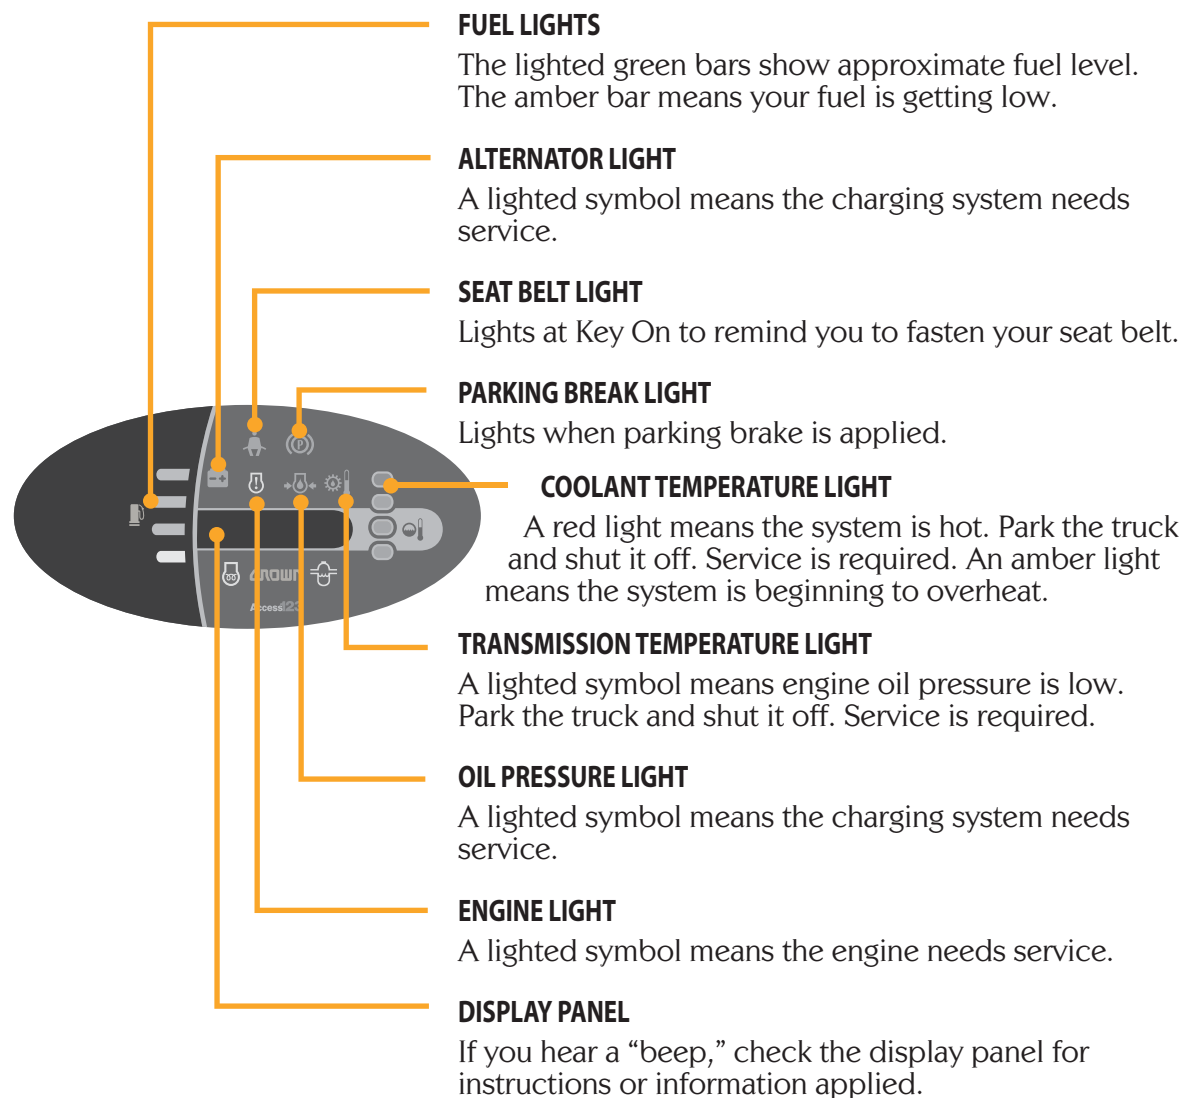 FUEL LIGHTS
The lighted green bars show approximate fuel level.
The amber bar means your fuel is getting low.
ALTERNATOR LIGHT
A lighted symbol means the charging system needs
service.
SEAT BELT LIGHT
Lights at Key On to remind you to fasten your seat belt.
PARKING BREAK LIGHT
Lights when parking brake is applied.
COOLANT TEMPERATURE LIGHT
A red light means the system is hot. Park the truck
and shut it off. Service is required. An amber light
means the system is beginning to overheat.
TRANSMISSION TEMPERATURE LIGHT
A lighted symbol means engine oil pressure is low.
Park the truck and shut it off. Service is required.
OIL PRESSURE LIGHT
A lighted symbol means the charging system needs
service.
ENGINE LIGHT
A lighted symbol means the engine needs service.
DISPLAY PANEL
If you hear a “beep,” check the display panel for
instructions or information applied.
P
CROWN
Access123